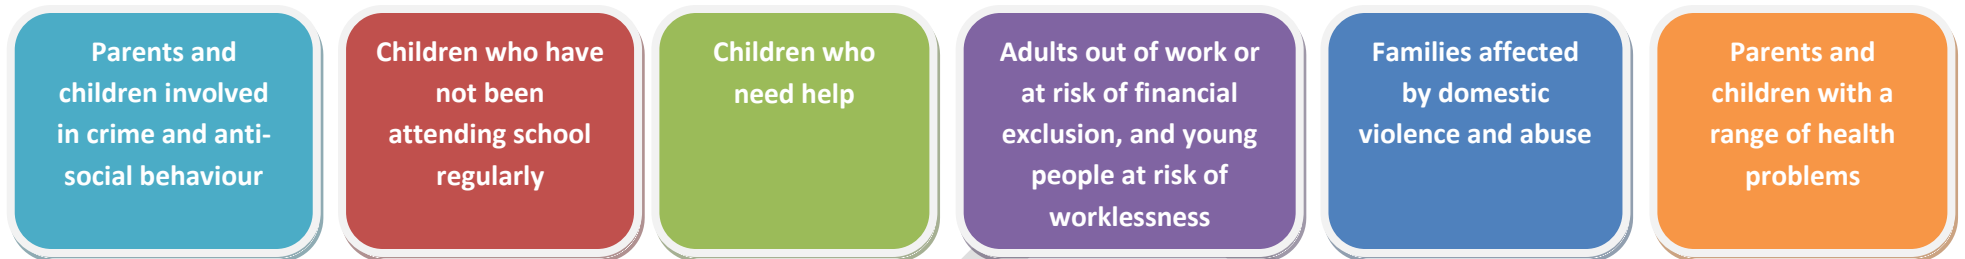 Parents and
children involved
in crime and anti-
social behaviour
Children who have
not been
attending school
regularly
Children who
need help
Adults out of work or
at risk of financial
exclusion, and young
people at risk of
worklessness
Families affected
by domestic
violence and abuse
Parents and
children with a
range of health
problems